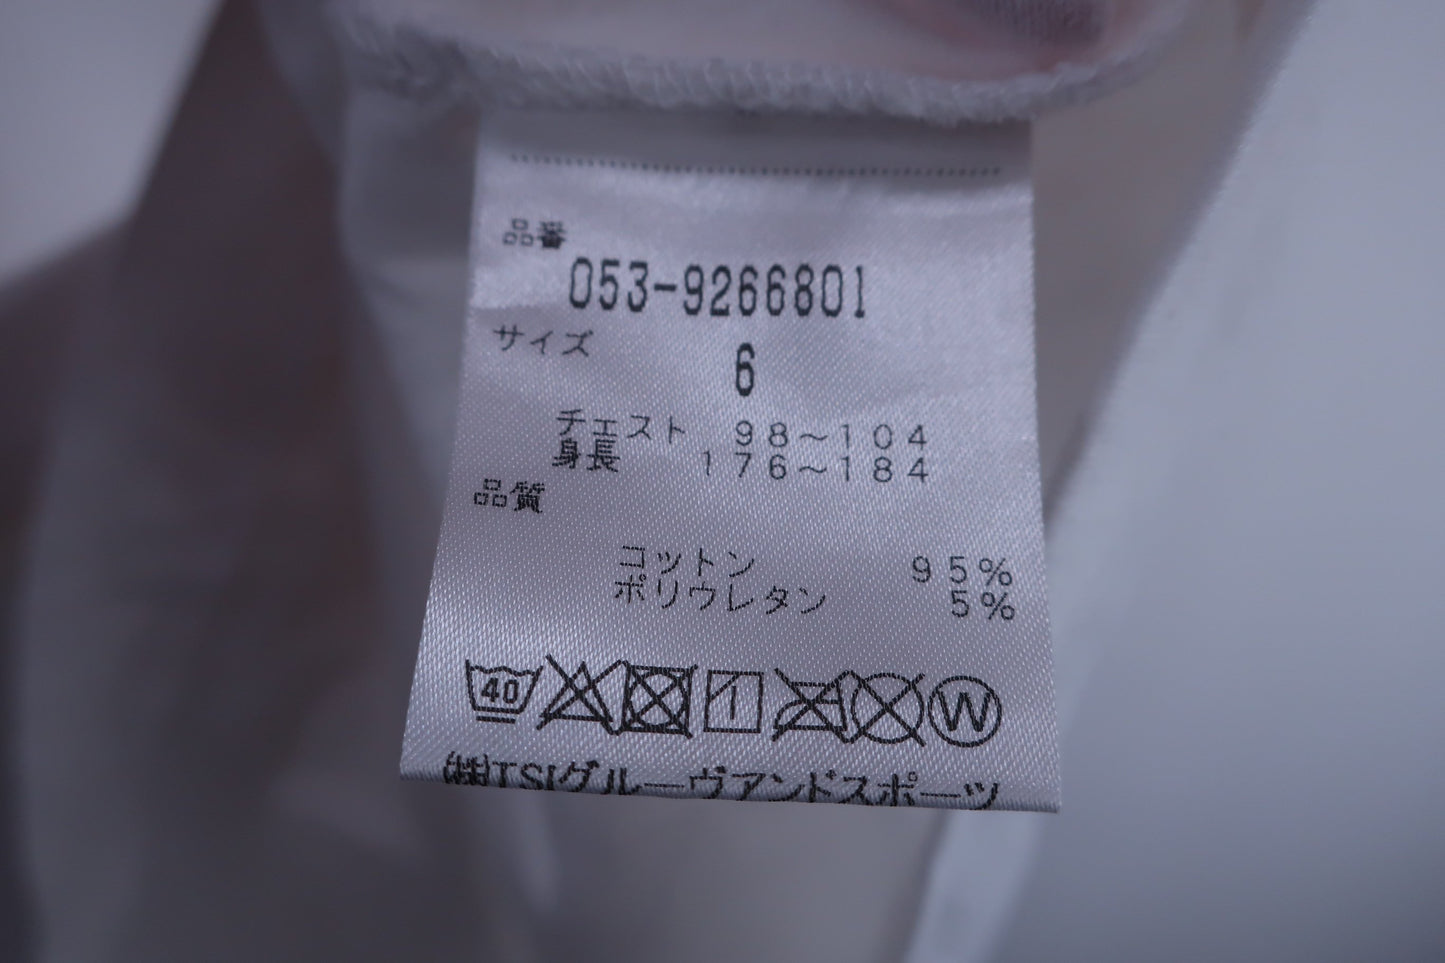 品番
053-9266801
サイズ
6
チェスト 98~104
身長 176~184
品質
コットン 95%
ポリウレタン 5%
40 1 W
(株)TSIグルーヴアンドスポーツ